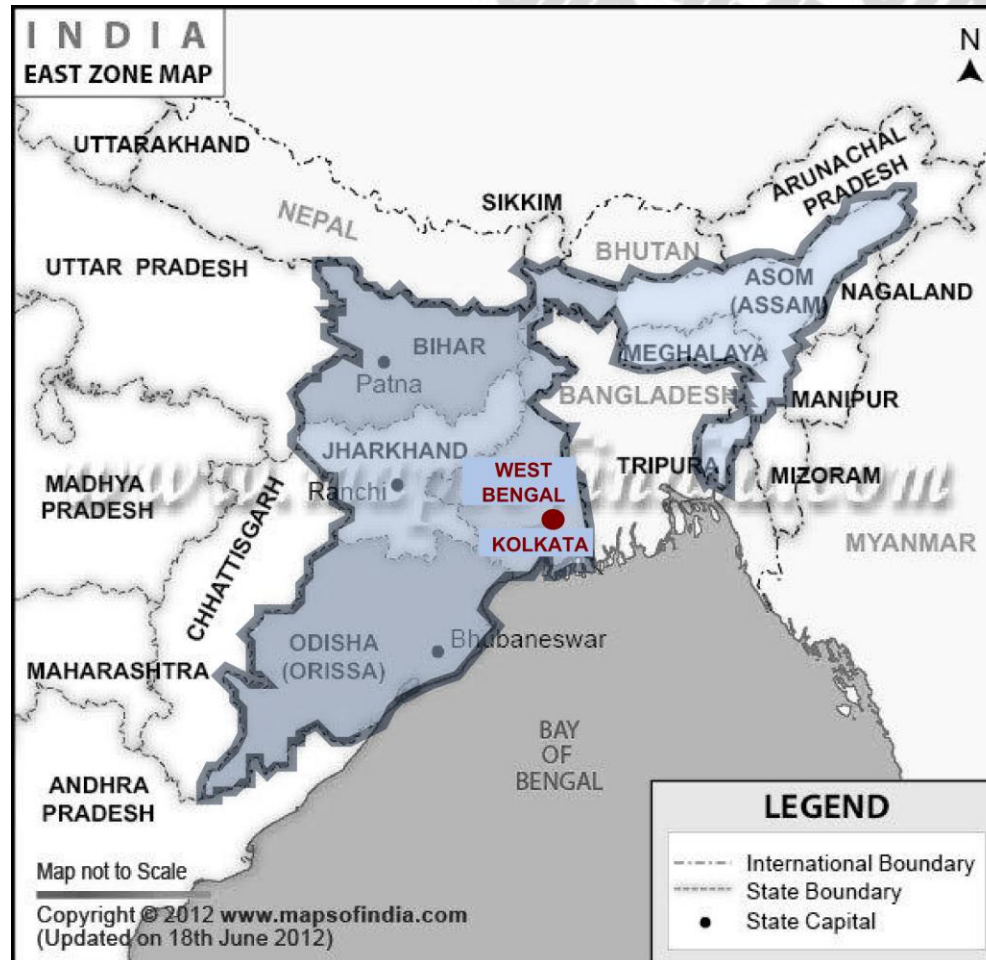 INDIA
EAST ZONE MAP
N
UTTARAKHAND
NEPAL
SIKKIM
ARUNACHAL
PRADESH
BHUTAN
UTTAR PRADESH
ASOM
(ASSAM)
NAGALAND
BIHAR
Patna
MEGHALAYA
BANGLADESH
MANIPUR
JHARKHAND
Ranchi
WEST
BENGAL
KOLKATA
TRIPURA
MIZORAM
MADHYA
PRADESH
MYANMAR
CHHATTISGARH
ODISHA
(ORISSA)
Bhubaneswar
MAHARASHTRA
BAY
OF
BENGAL
ANDHRA
PRADESH
LEGEND
International Boundary
State Boundary
State Capital
Map not to Scale
Copyright © 2012 www.mapsofindia.com
(Updated on 18th June 2012)